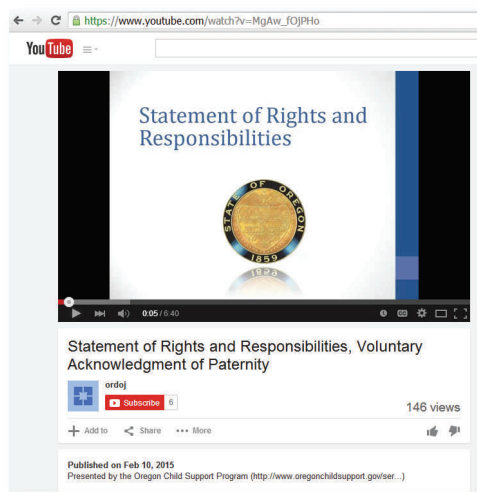 https://www.youtube.com/watch?v=MgAw_fOjPHo
YouTube
Statement of Rights and
Responsibilities
STATE OF OREGON
1859
0:05 / 6:40
CC
Statement of Rights and Responsibilities, Voluntary
Acknowledgment of Paternity
ordoj
Subscribe 6
146 views
Add to Share More
Published on Feb 10, 2015
Presented by the Oregon Child Support Program (http://www.oregonchildsupport.gov/ser...)